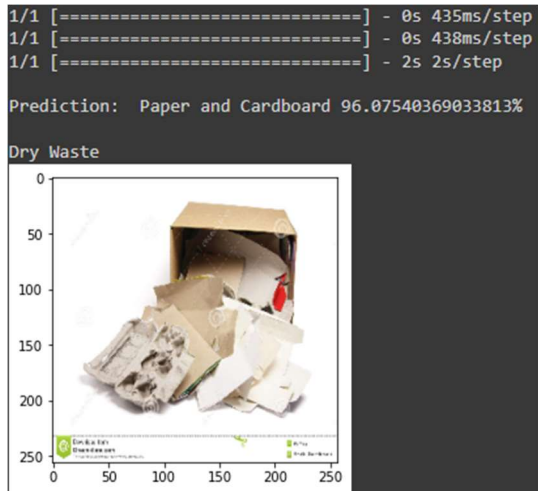 1/1 [==============================] - 0s 435ms/step
1/1 [==============================] - 0s 438ms/step
1/1 [==============================] - 2s 2s/step
Prediction:  Paper and Cardboard 96.07540369033813%
Dry Waste
0
50
100
150
200
250
0 50 100 150 200 250